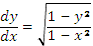 dy/dx = √((1 − y²)/(1 − x²))